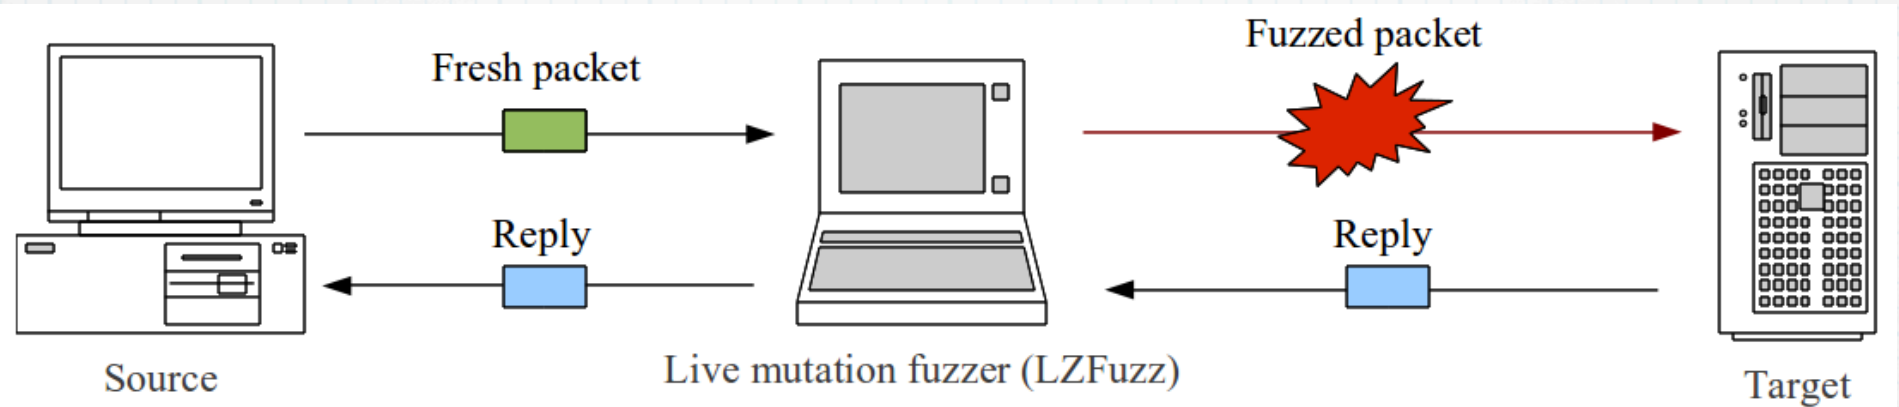 Fresh packet
Fuzzed packet
Reply
Reply
Source
Live mutation fuzzer (LZFuzz)
Target